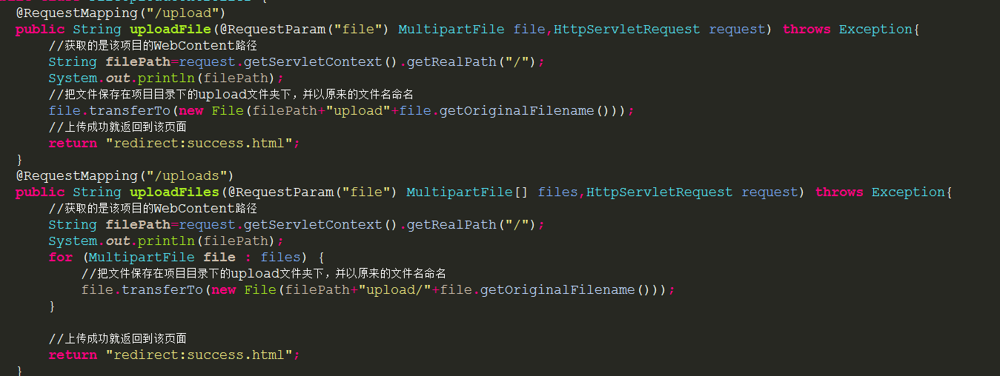 @RequestMapping("/upload")
public String uploadFile(@RequestParam("file") MultipartFile file,HttpServletRequest request) throws Exception{
//获取的是该项目的WebContent路径
String filePath=request.getServletContext().getRealPath("/");
System.out.println(filePath);
//把文件保存在项目目录下的upload文件夹下，并以原来的文件名命名
file.transferTo(new File(filePath+"upload"+file.getOriginalFilename()));
//上传成功就返回到该页面
return "redirect:success.html";
}
@RequestMapping("/uploads")
public String uploadFiles(@RequestParam("file") MultipartFile[] files,HttpServletRequest request) throws Exception{
//获取的是该项目的WebContent路径
String filePath=request.getServletContext().getRealPath("/");
System.out.println(filePath);
for (MultipartFile file : files) {
//把文件保存在项目目录下的upload文件夹下，并以原来的文件名命名
file.transferTo(new File(filePath+"upload/"+file.getOriginalFilename()));
}
//上传成功就返回到该页面
return "redirect:success.html";
}